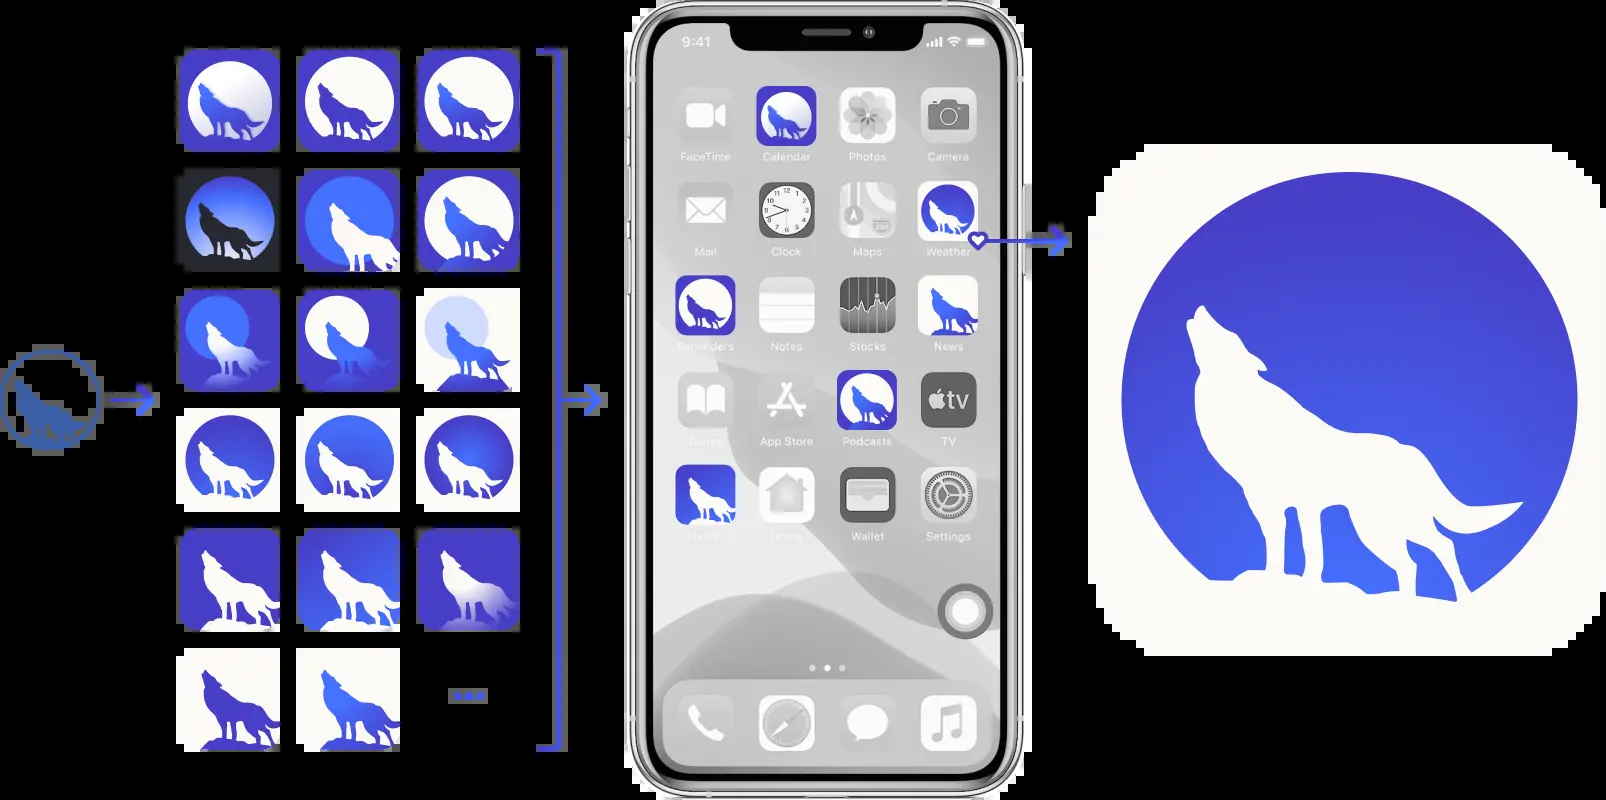 9:41
FaceTime
Calendar
Photos
Camera
Mail
Clock
Maps
Weather
Reminders
Notes
Stocks
News
Books
App Store
Podcasts
tv
TV
Health
Home
Wallet
Settings